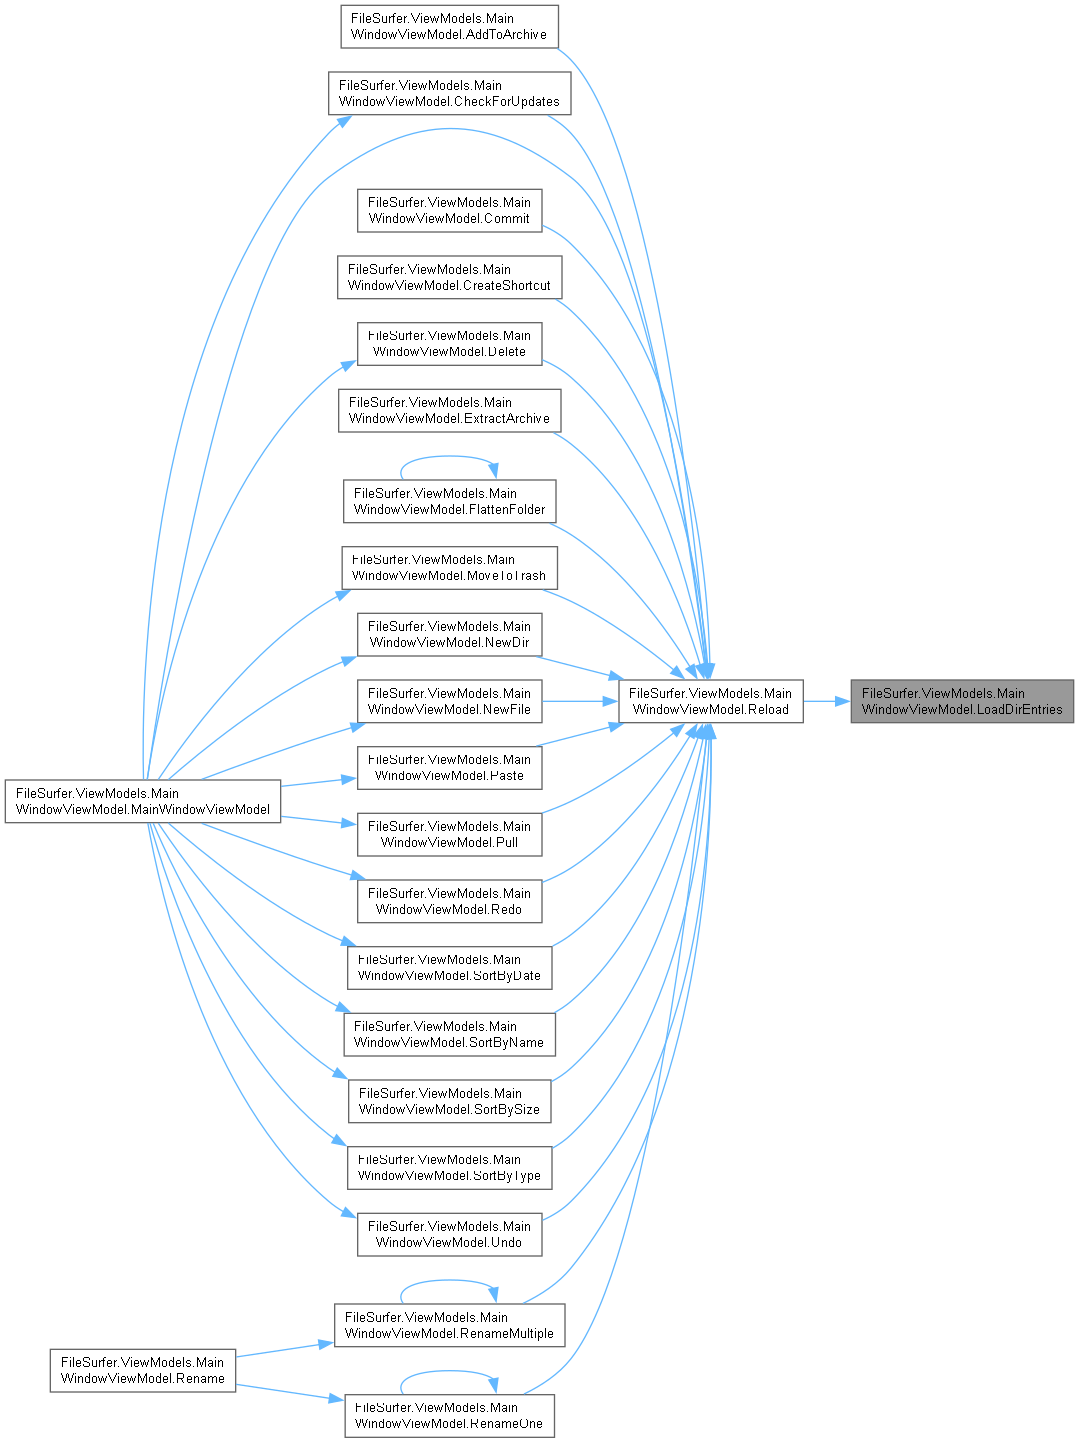 FileSurfer.ViewModels.Main
WindowViewModel.AddToArchive
FileSurfer.ViewModels.Main
WindowViewModel.CheckForUpdates
FileSurfer.ViewModels.Main
WindowViewModel.Commit
FileSurfer.ViewModels.Main
WindowViewModel.CreateShortcut
FileSurfer.ViewModels.Main
WindowViewModel.Delete
FileSurfer.ViewModels.Main
WindowViewModel.ExtractArchive
FileSurfer.ViewModels.Main
WindowViewModel.FlattenFolder
FileSurfer.ViewModels.Main
WindowViewModel.MoveToTrash
FileSurfer.ViewModels.Main
WindowViewModel.NewDir
FileSurfer.ViewModels.Main
WindowViewModel.NewFile
FileSurfer.ViewModels.Main
WindowViewModel.Reload
FileSurfer.ViewModels.Main
WindowViewModel.LoadDirEntries
FileSurfer.ViewModels.Main
WindowViewModel.Paste
FileSurfer.ViewModels.Main
WindowViewModel.MainWindowViewModel
FileSurfer.ViewModels.Main
WindowViewModel.Pull
FileSurfer.ViewModels.Main
WindowViewModel.Redo
FileSurfer.ViewModels.Main
WindowViewModel.SortByDate
FileSurfer.ViewModels.Main
WindowViewModel.SortByName
FileSurfer.ViewModels.Main
WindowViewModel.SortBySize
FileSurfer.ViewModels.Main
WindowViewModel.SortByType
FileSurfer.ViewModels.Main
WindowViewModel.Undo
FileSurfer.ViewModels.Main
WindowViewModel.RenameMultiple
FileSurfer.ViewModels.Main
WindowViewModel.Rename
FileSurfer.ViewModels.Main
WindowViewModel.RenameOne